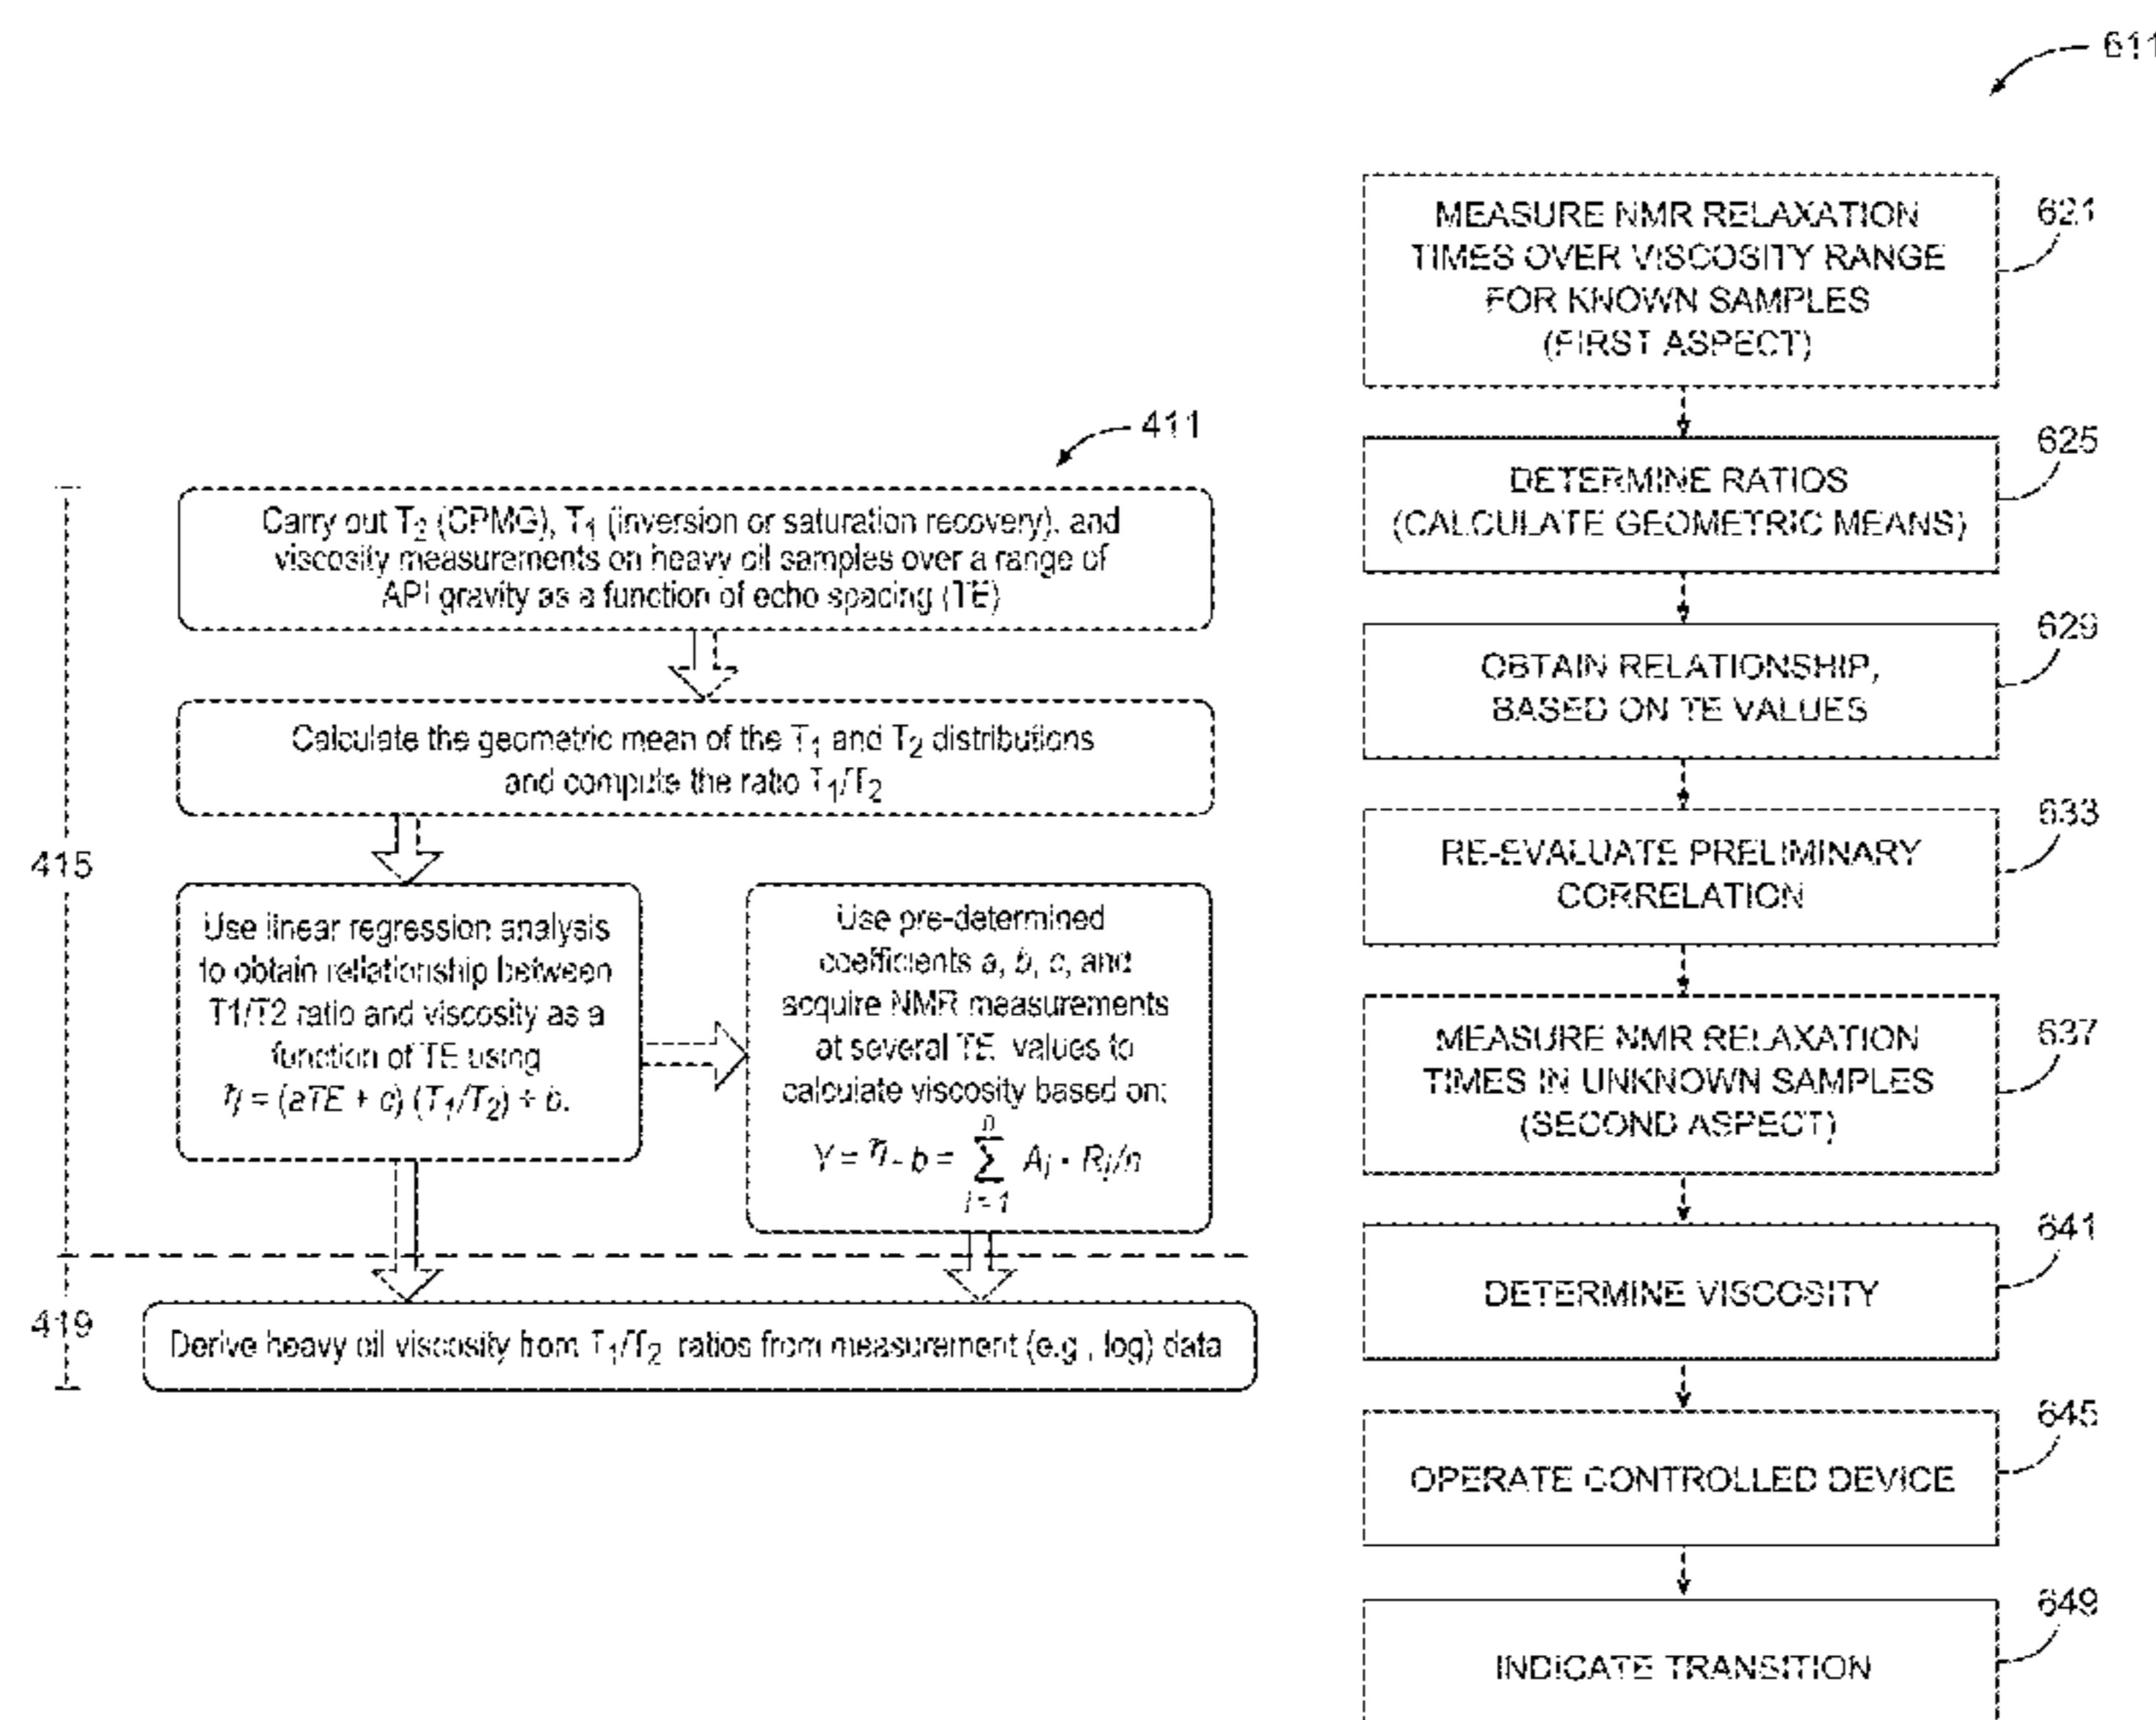 411
415
Carry out T2 (CPMG), T1 (inversion or saturation recovery), and
viscosity measurements on heavy oil samples over a range of
API gravity as a function of echo spacing (TE)
Calculate the geometric mean of the T1 and T2 distributions
and compute the ratio T1/T2
Use linear regression analysis
to obtain relationship between
T1/T2 ratio and viscosity as a
function of TE using
η = (aTE + c) (T1/T2) + b.
Use pre-determined
coefficients a, b, c, and
acquire NMR measurements
at several TE values to
calculate viscosity based on:
n
Y = η - b = Σ Ai · Ri/n
i = 1
419
Derive heavy oil viscosity from T1/T2 ratios from measurement (e.g., log) data
611
MEASURE NMR RELAXATION
TIMES OVER VISCOSITY RANGE
FOR KNOWN SAMPLES
(FIRST ASPECT)
621
DETERMINE RATIOS
(CALCULATE GEOMETRIC MEANS)
625
OBTAIN RELATIONSHIP,
BASED ON TE VALUES
629
RE-EVALUATE PRELIMINARY
CORRELATION
633
MEASURE NMR RELAXATION
TIMES IN UNKNOWN SAMPLES
(SECOND ASPECT)
637
DETERMINE VISCOSITY
641
OPERATE CONTROLLED DEVICE
645
INDICATE TRANSITION
649